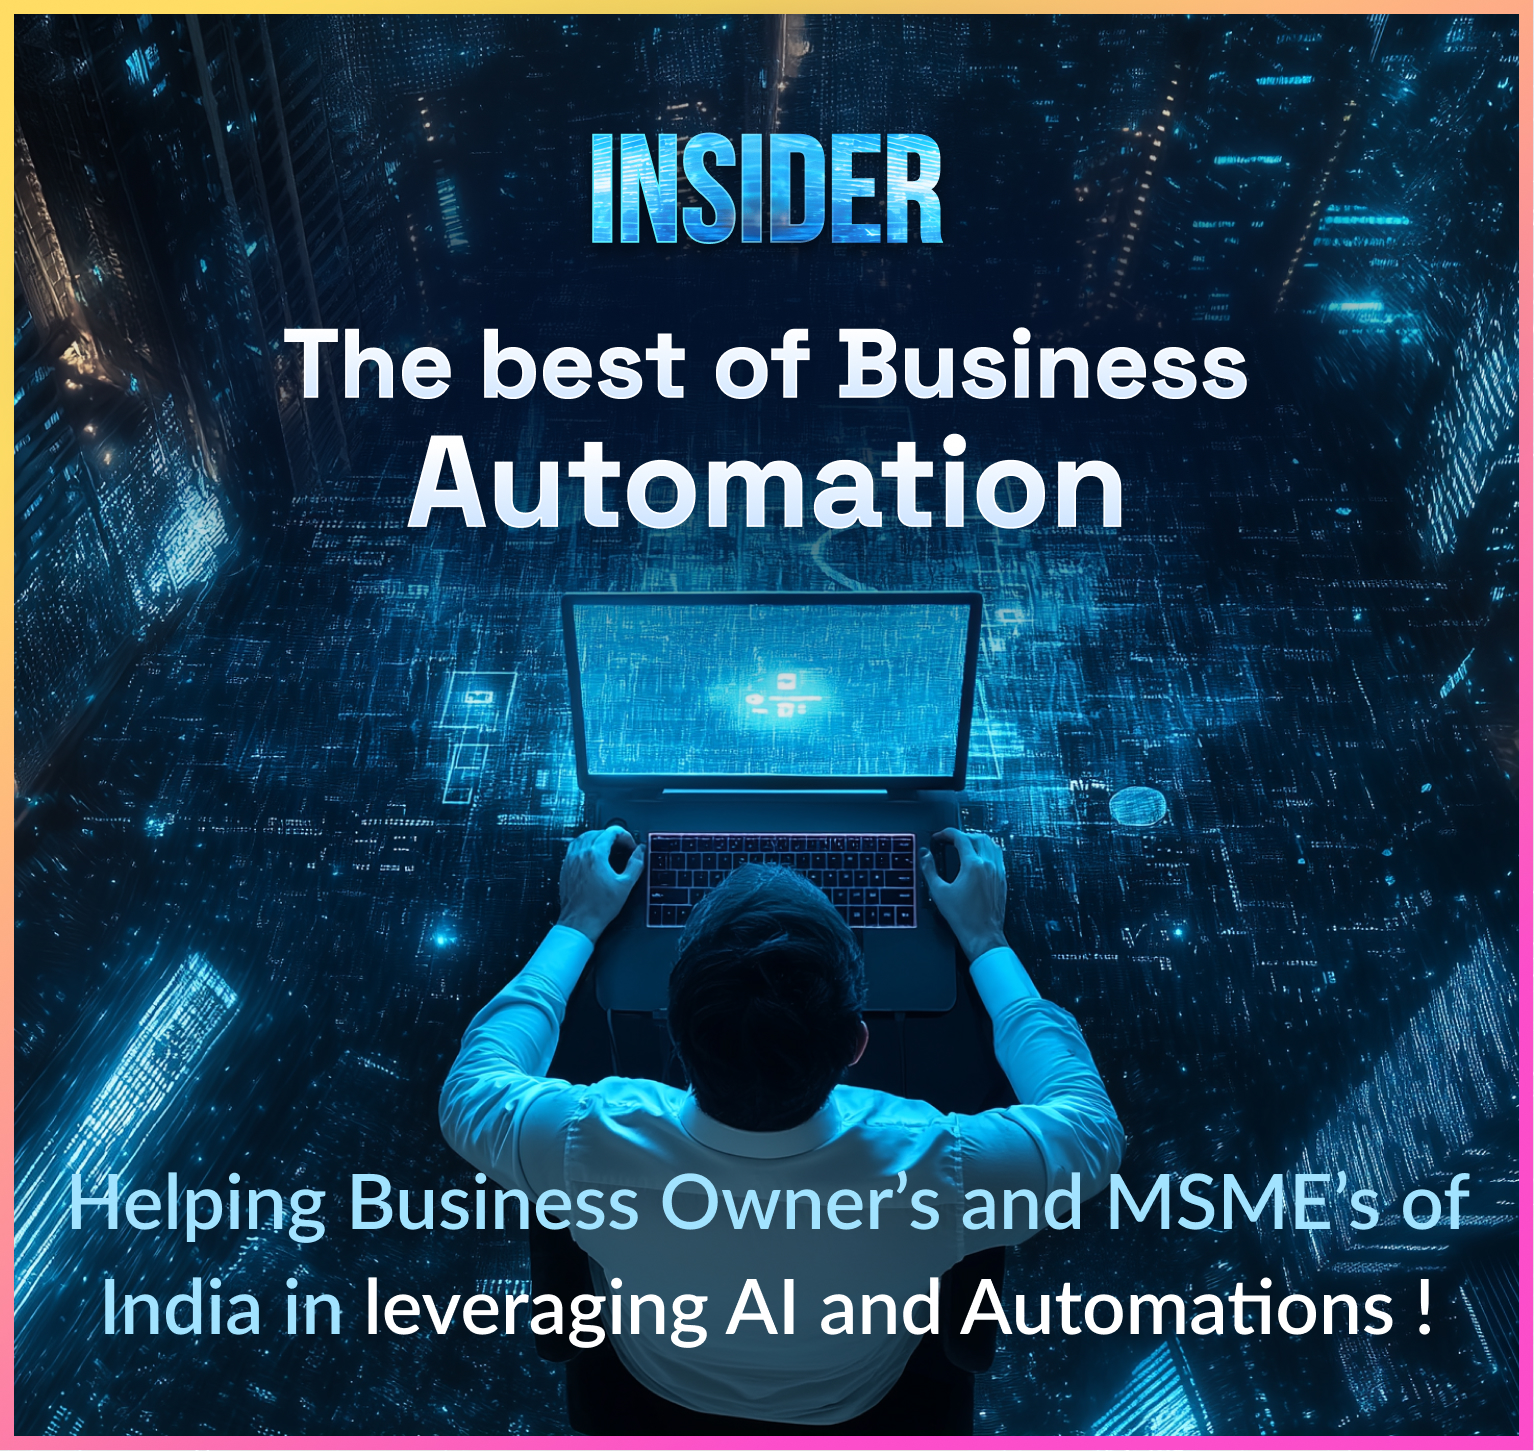 INSIDER
The best of Business
Automation
Helping Business Owner’s and MSME’s of
India in leveraging AI and Automations !